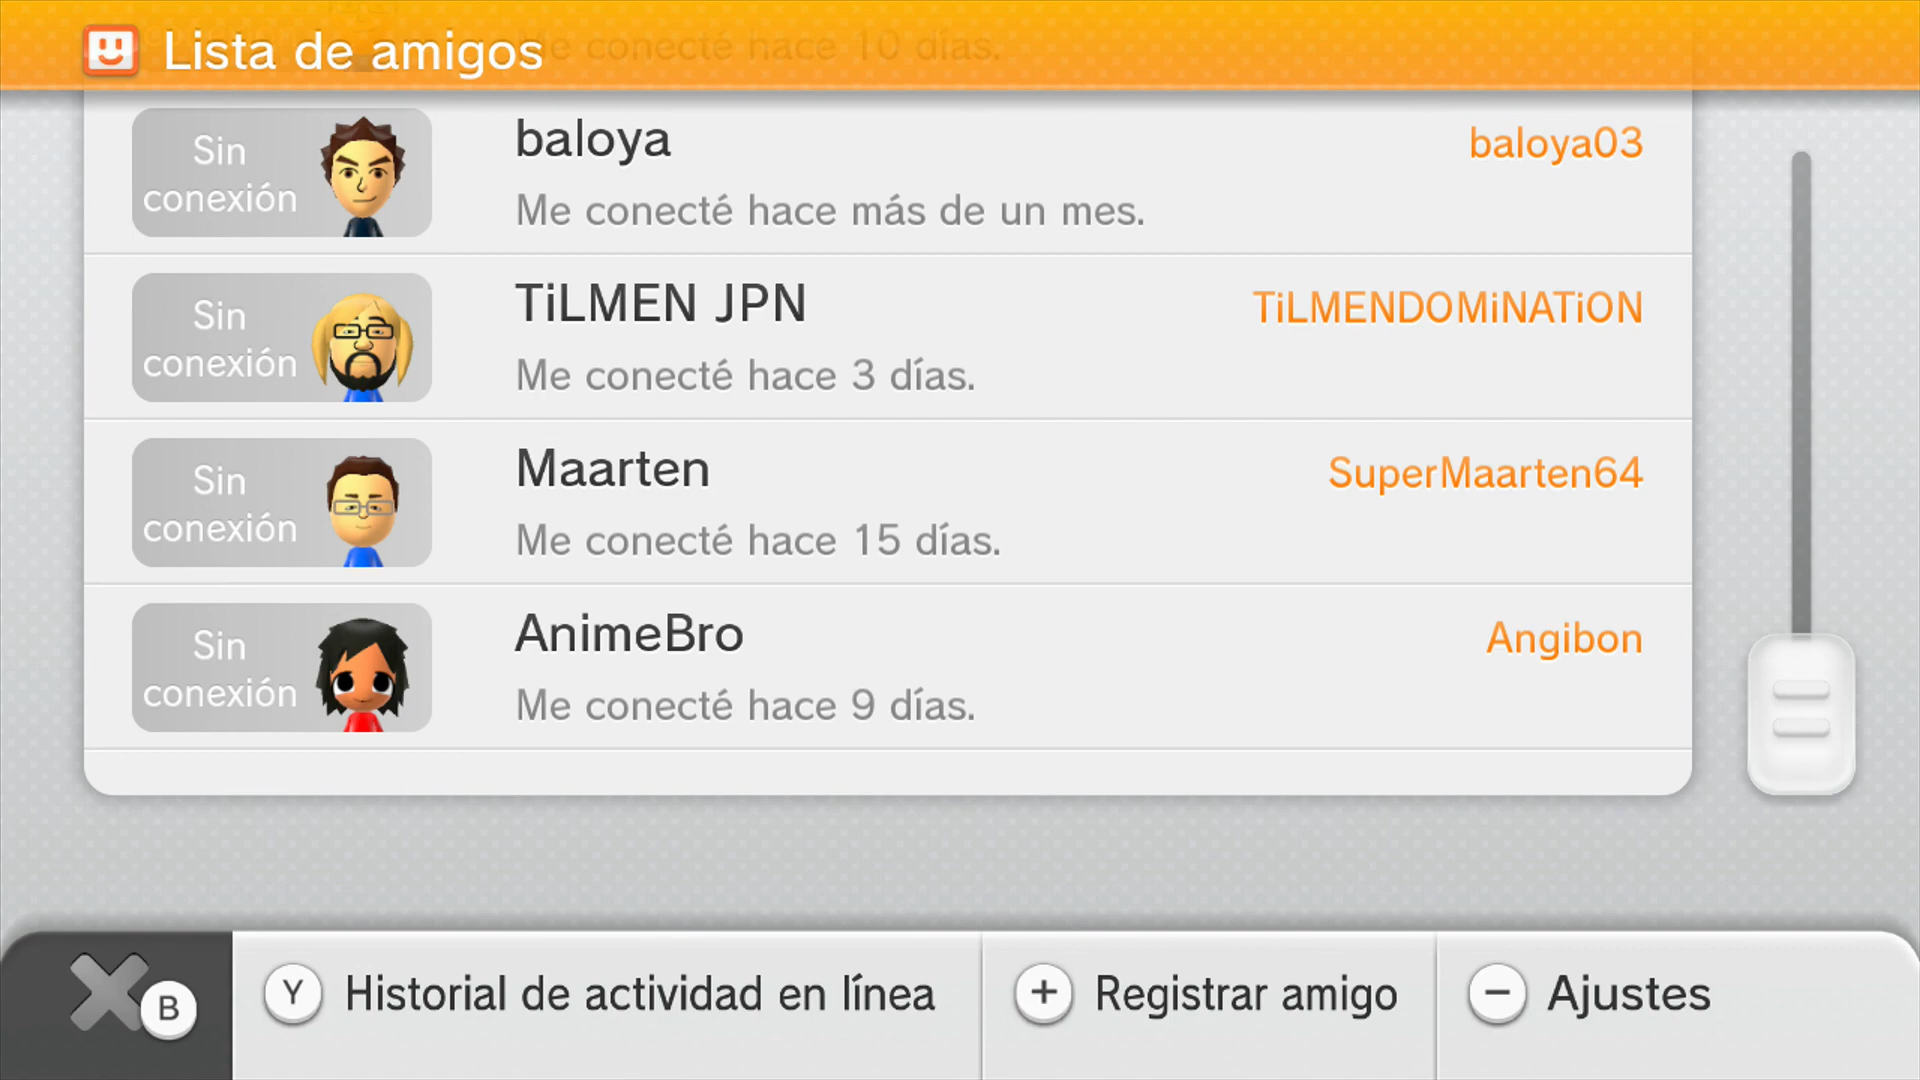 Lista de amigos
Me conecté hace 10 días.
Sin
conexión
baloya
baloya03
Me conecté hace más de un mes.
Sin
conexión
TiLMEN JPN
TiLMENDOMiNATiON
Me conecté hace 3 días.
Sin
conexión
Maarten
SuperMaarten64
Me conecté hace 15 días.
Sin
conexión
AnimeBro
Angibon
Me conecté hace 9 días.
B
Y Historial de actividad en línea
+ Registrar amigo
− Ajustes